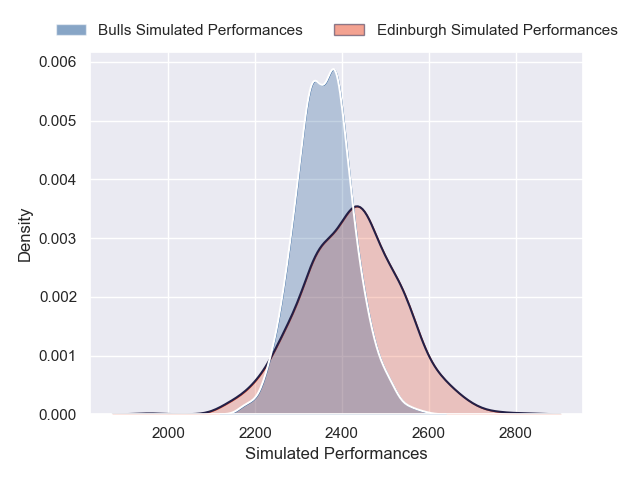 Bulls Simulated Performances Edinburgh Simulated Performances
0.006
0.005
0.004
0.003
0.002
0.001
0.000
Density
2000 2200 2400 2600 2800
Simulated Performances